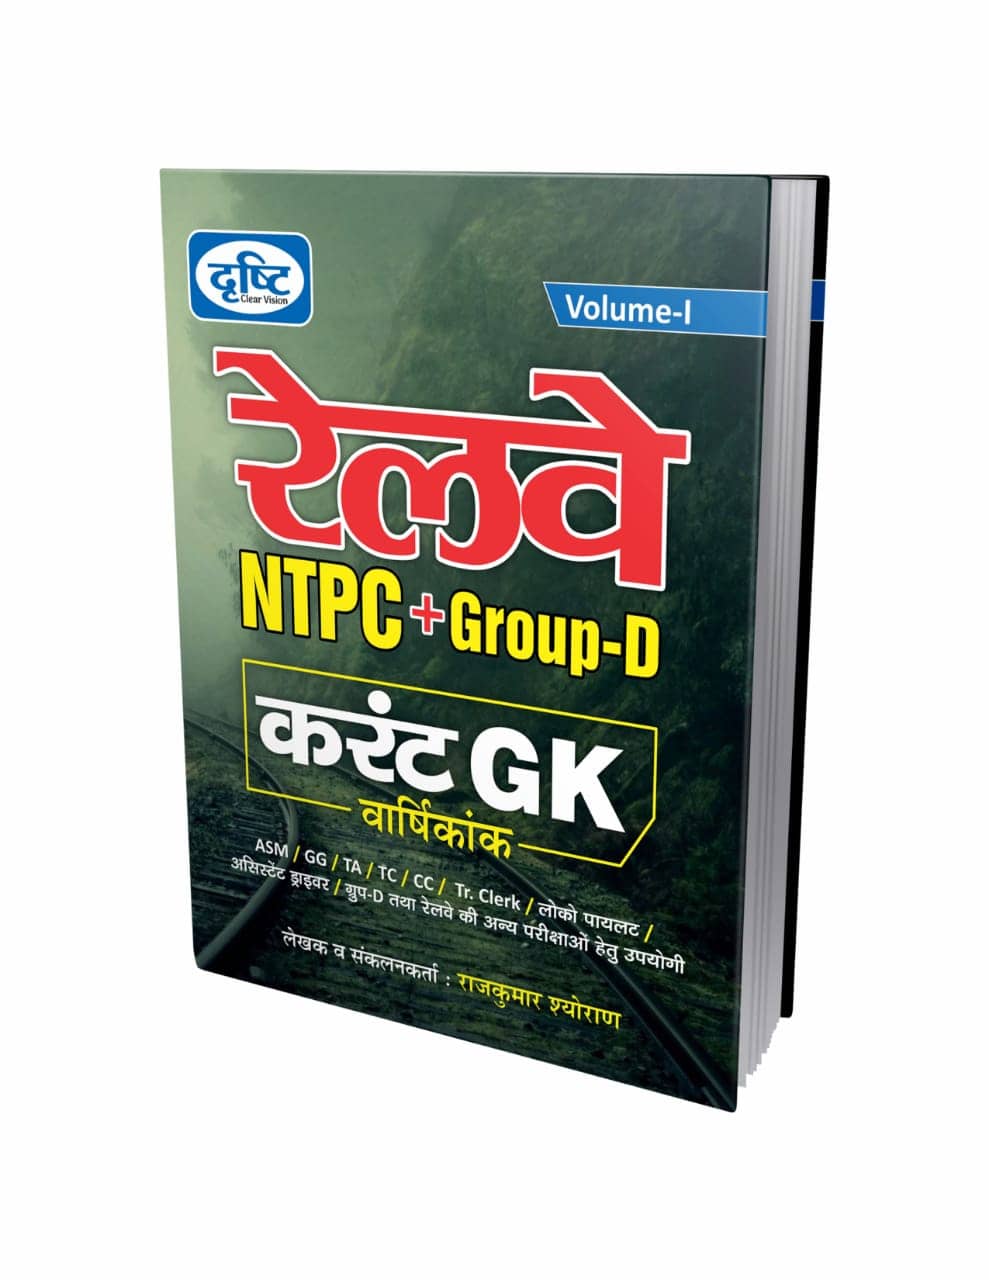 दृष्टि
Clear Vision
Volume-I
रेलवे
NTPC + Group-D
करंट GK
वार्षिकांक
ASM / GG / TA / TC / CC / Tr. Clerk / लोको पायलट /
असिस्टेंट ड्राइवर / ग्रुप-D तथा रेलवे की अन्य परीक्षाओं हेतु उपयोगी
लेखक व संकलनकर्ता : राजकुमार श्योराण